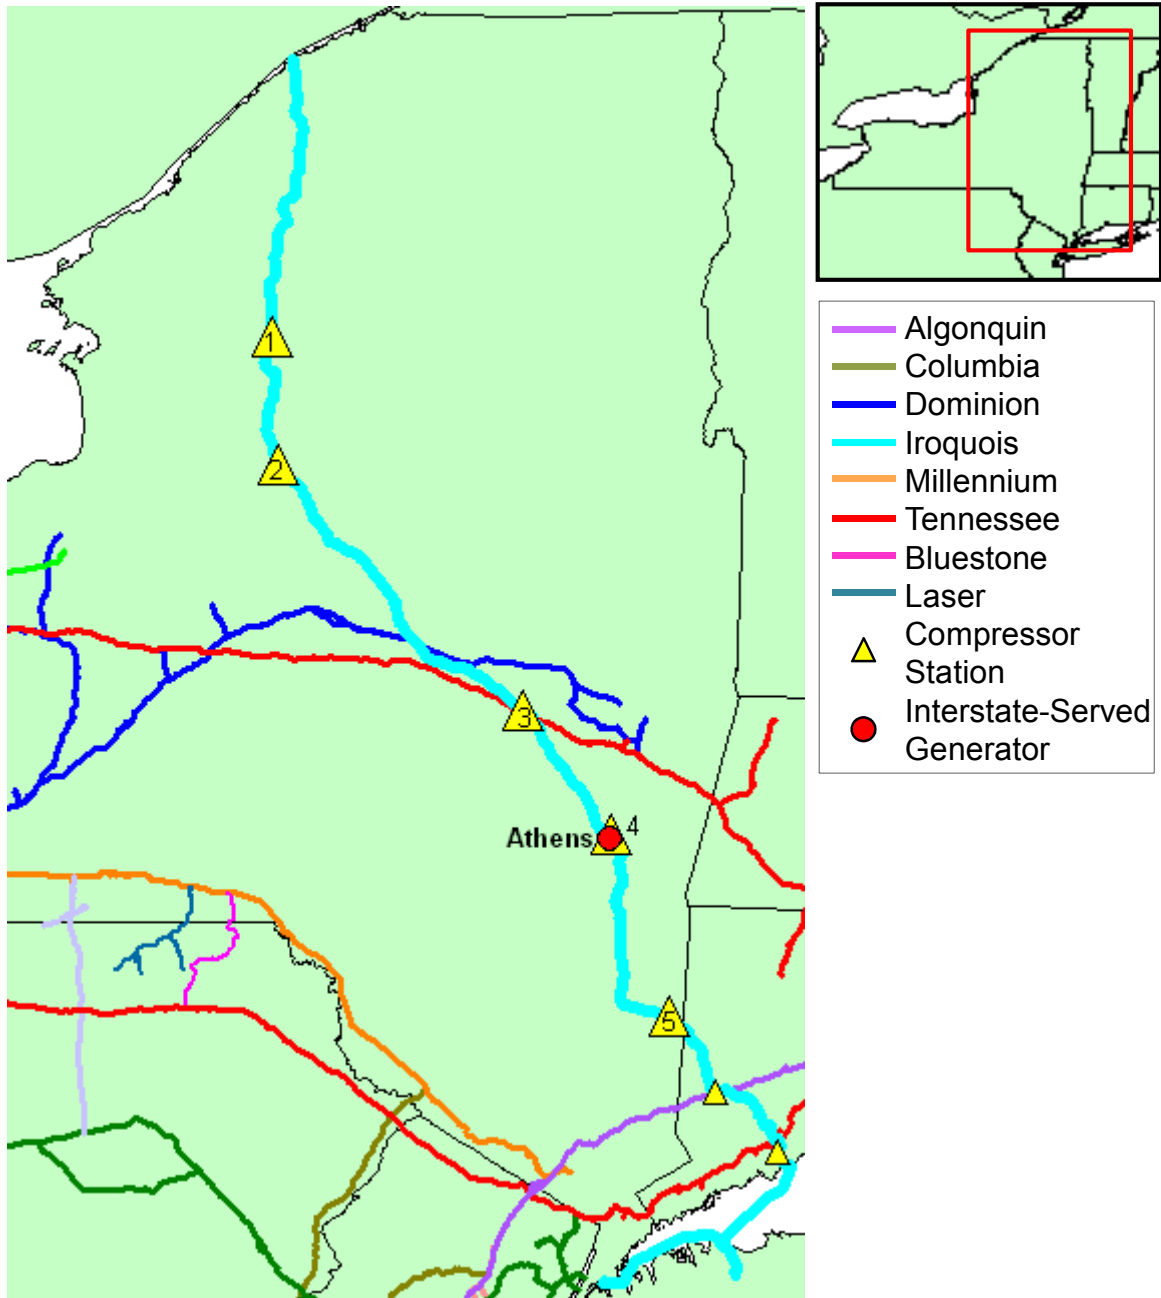 1
2
3
Athens
4
5
Algonquin
Columbia
Dominion
Iroquois
Millennium
Tennessee
Bluestone
Laser
Compressor
Station
Interstate-Served
Generator